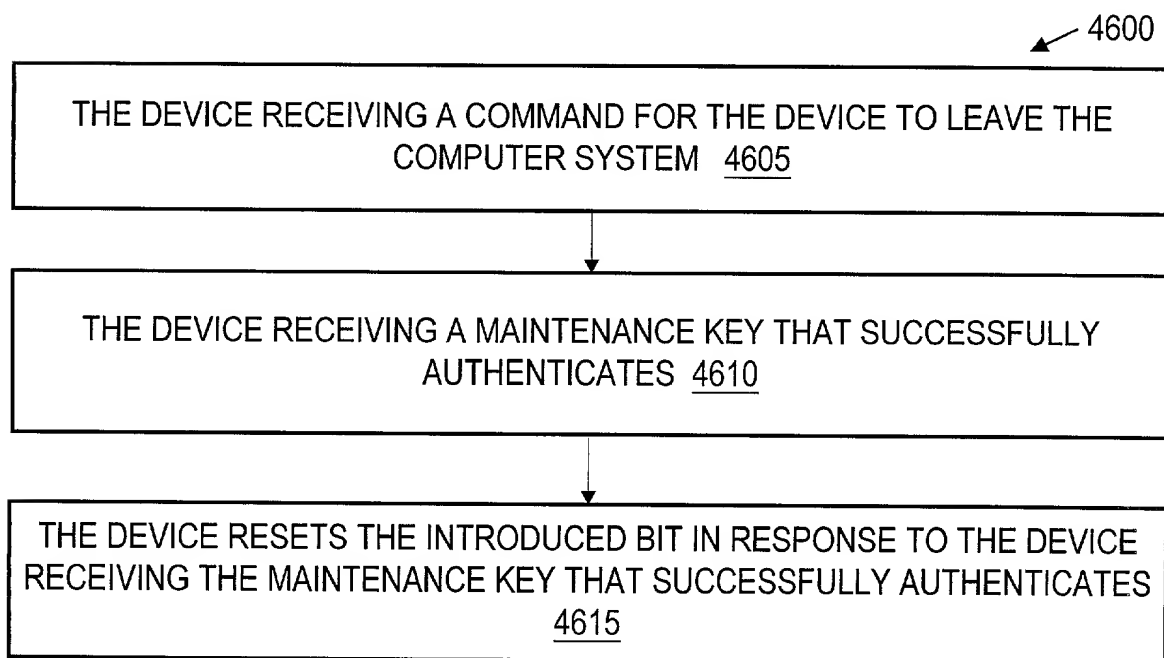 4600
THE DEVICE RECEIVING A COMMAND FOR THE DEVICE TO LEAVE THE
COMPUTER SYSTEM 4605
THE DEVICE RECEIVING A MAINTENANCE KEY THAT SUCCESSFULLY
AUTHENTICATES 4610
THE DEVICE RESETS THE INTRODUCED BIT IN RESPONSE TO THE DEVICE
RECEIVING THE MAINTENANCE KEY THAT SUCCESSFULLY AUTHENTICATES
4615